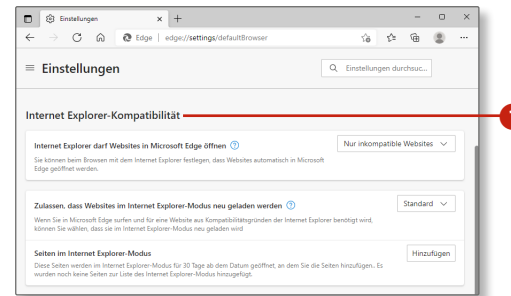 Einstellungen
Edge | edge://settings/defaultBrowser
Einstellungen
Einstellungen durchsuc...
Internet Explorer-Kompatibilität
Internet Explorer darf Websites in Microsoft Edge öffnen
Nur inkompatible Websites
Sie können beim Browsen mit dem Internet Explorer festlegen, dass Websites automatisch in Microsoft
Edge geöffnet werden.
Zulassen, dass Websites im Internet Explorer-Modus neu geladen werden
Standard
Wenn Sie in Microsoft Edge surfen und für eine Website aus Kompatibilitätsgründen der Internet Explorer benötigt wird,
können Sie wählen, dass sie im Internet Explorer-Modus neu geladen wird
Seiten im Internet Explorer-Modus
Hinzufügen
Diese Seiten werden im Internet Explorer-Modus für 30 Tage ab dem Datum geöffnet, an dem Sie die Seiten hinzufügen.. Es
wurden noch keine Seiten zur Liste des Internet Explorer-Modus hinzugefügt.